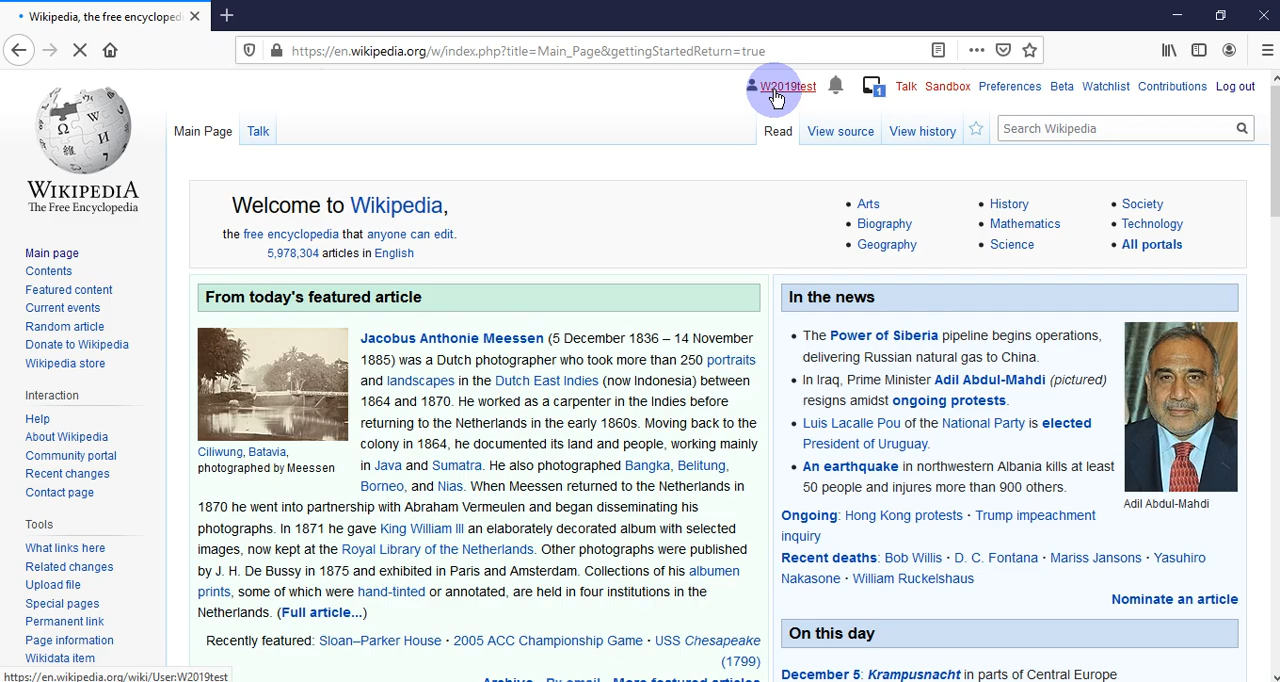 Wikipedia, the free encycloped
https://en.wikipedia.org/w/index.php?title=Main_Page&gettingStartedReturn=true
W2019test 1 Talk Sandbox Preferences Beta Watchlist Contributions Log out
Main Page Talk Read View source View history Search Wikipedia
WIKIPEDIA
The Free Encyclopedia
Main page
Contents
Featured content
Current events
Random article
Donate to Wikipedia
Wikipedia store
Interaction
Help
About Wikipedia
Community portal
Recent changes
Contact page
Tools
What links here
Related changes
Upload file
Special pages
Permanent link
Page information
Wikidata item
Welcome to Wikipedia,
the free encyclopedia that anyone can edit.
5,978,304 articles in English
• Arts
• Biography
• Geography
• History
• Mathematics
• Science
• Society
• Technology
• All portals
From today's featured article
Jacobus Anthonie Meessen (5 December 1836 – 14 November
1885) was a Dutch photographer who took more than 250 portraits
and landscapes in the Dutch East Indies (now Indonesia) between
1864 and 1870. He worked as a carpenter in the Indies before
returning to the Netherlands in the early 1860s. Moving back to the
colony in 1864, he documented its land and people, working mainly
in Java and Sumatra. He also photographed Bangka, Belitung,
Borneo, and Nias. When Meessen returned to the Netherlands in
1870 he went into partnership with Abraham Vermeulen and began disseminating his
photographs. In 1871 he gave King William III an elaborately decorated album with selected
images, now kept at the Royal Library of the Netherlands. Other photographs were published
by J. H. De Bussy in 1875 and exhibited in Paris and Amsterdam. Collections of his albumen
prints, some of which were hand-tinted or annotated, are held in four institutions in the
Netherlands. (Full article...)
Ciliwung, Batavia,
photographed by Meessen
Recently featured: Sloan–Parker House · 2005 ACC Championship Game · USS Chesapeake
(1799)
Archive · By email · More featured articles
In the news
• The Power of Siberia pipeline begins operations,
delivering Russian natural gas to China.
• In Iraq, Prime Minister Adil Abdul-Mahdi (pictured)
resigns amidst ongoing protests.
• Luis Lacalle Pou of the National Party is elected
President of Uruguay.
• An earthquake in northwestern Albania kills at least
50 people and injures more than 900 others.
Adil Abdul-Mahdi
Ongoing: Hong Kong protests · Trump impeachment
inquiry
Recent deaths: Bob Willis · D. C. Fontana · Mariss Jansons · Yasuhiro
Nakasone · William Ruckelshaus
Nominate an article
On this day
December 5: Krampusnacht in parts of Central Europe
https://en.wikipedia.org/wiki/User:W2019test